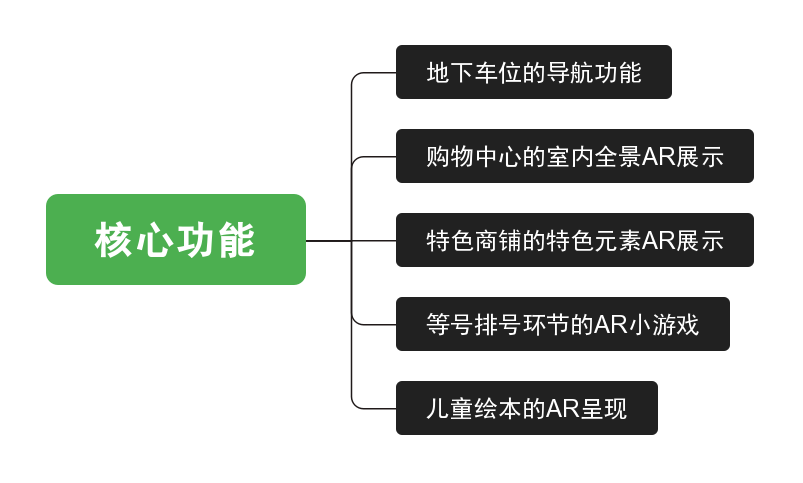 核心功能
地下车位的导航功能
购物中心的室内全景AR展示
特色商铺的特色元素AR展示
等号排号环节的AR小游戏
儿童绘本的AR呈现